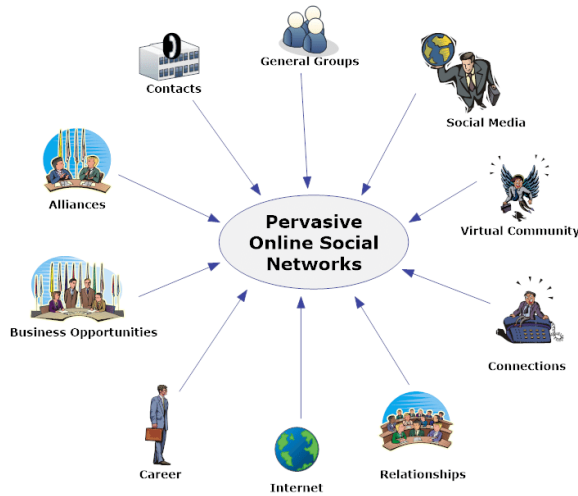 General Groups
Contacts
Social Media
Alliances
Pervasive
Online Social
Networks
Virtual Community
Business Opportunities
Connections
Career
Internet
Relationships